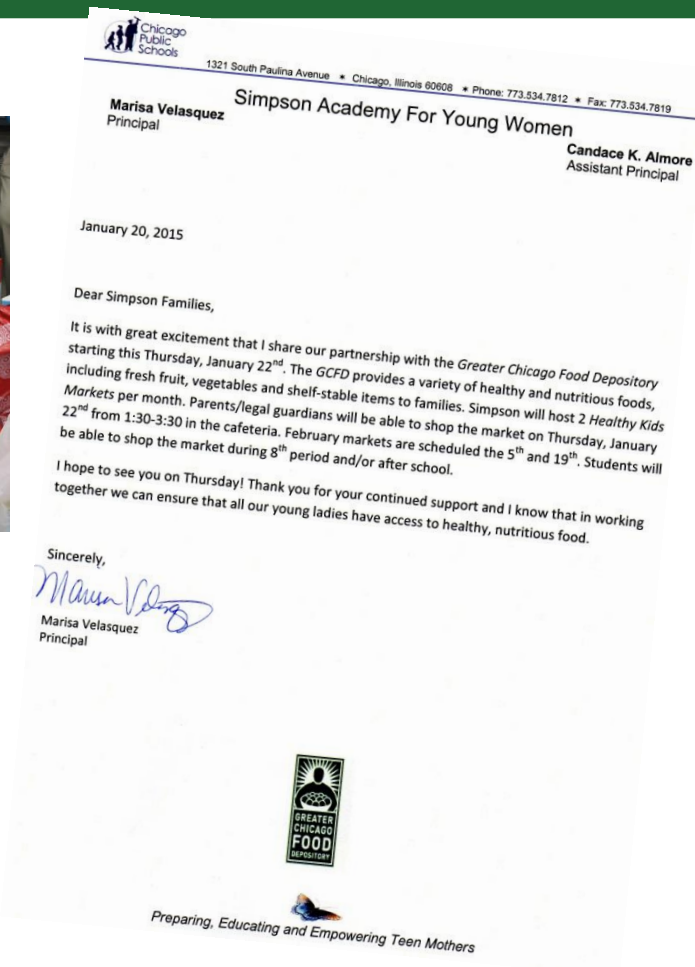 Chicago
Public
Schools
1321 South Paulina Avenue * Chicago, Illinois 60608 * Phone: 773.534.7812 * Fax: 773.534.7819
Simpson Academy For Young Women
Marisa Velasquez
Principal
Candace K. Almore
Assistant Principal
January 20, 2015
Dear Simpson Families,
It is with great excitement that I share our partnership with the Greater Chicago Food Depository
starting this Thursday, January 22nd. The GCFD provides a variety of healthy and nutritious foods,
including fresh fruit, vegetables and shelf-stable items to families. Simpson will host 2 Healthy Kids
Markets per month. Parents/legal guardians will be able to shop the market on Thursday, January
22nd from 1:30-3:30 in the cafeteria. February markets are scheduled the 5th and 19th. Students will
be able to shop the market during 8th period and/or after school.
I hope to see you on Thursday! Thank you for your continued support and I know that in working
together we can ensure that all our young ladies have access to healthy, nutritious food.
Sincerely,
Marisa Velasquez
Marisa Velasquez
Principal
GREATER
CHICAGO
FOOD
DEPOSITORY
Preparing, Educating and Empowering Teen Mothers